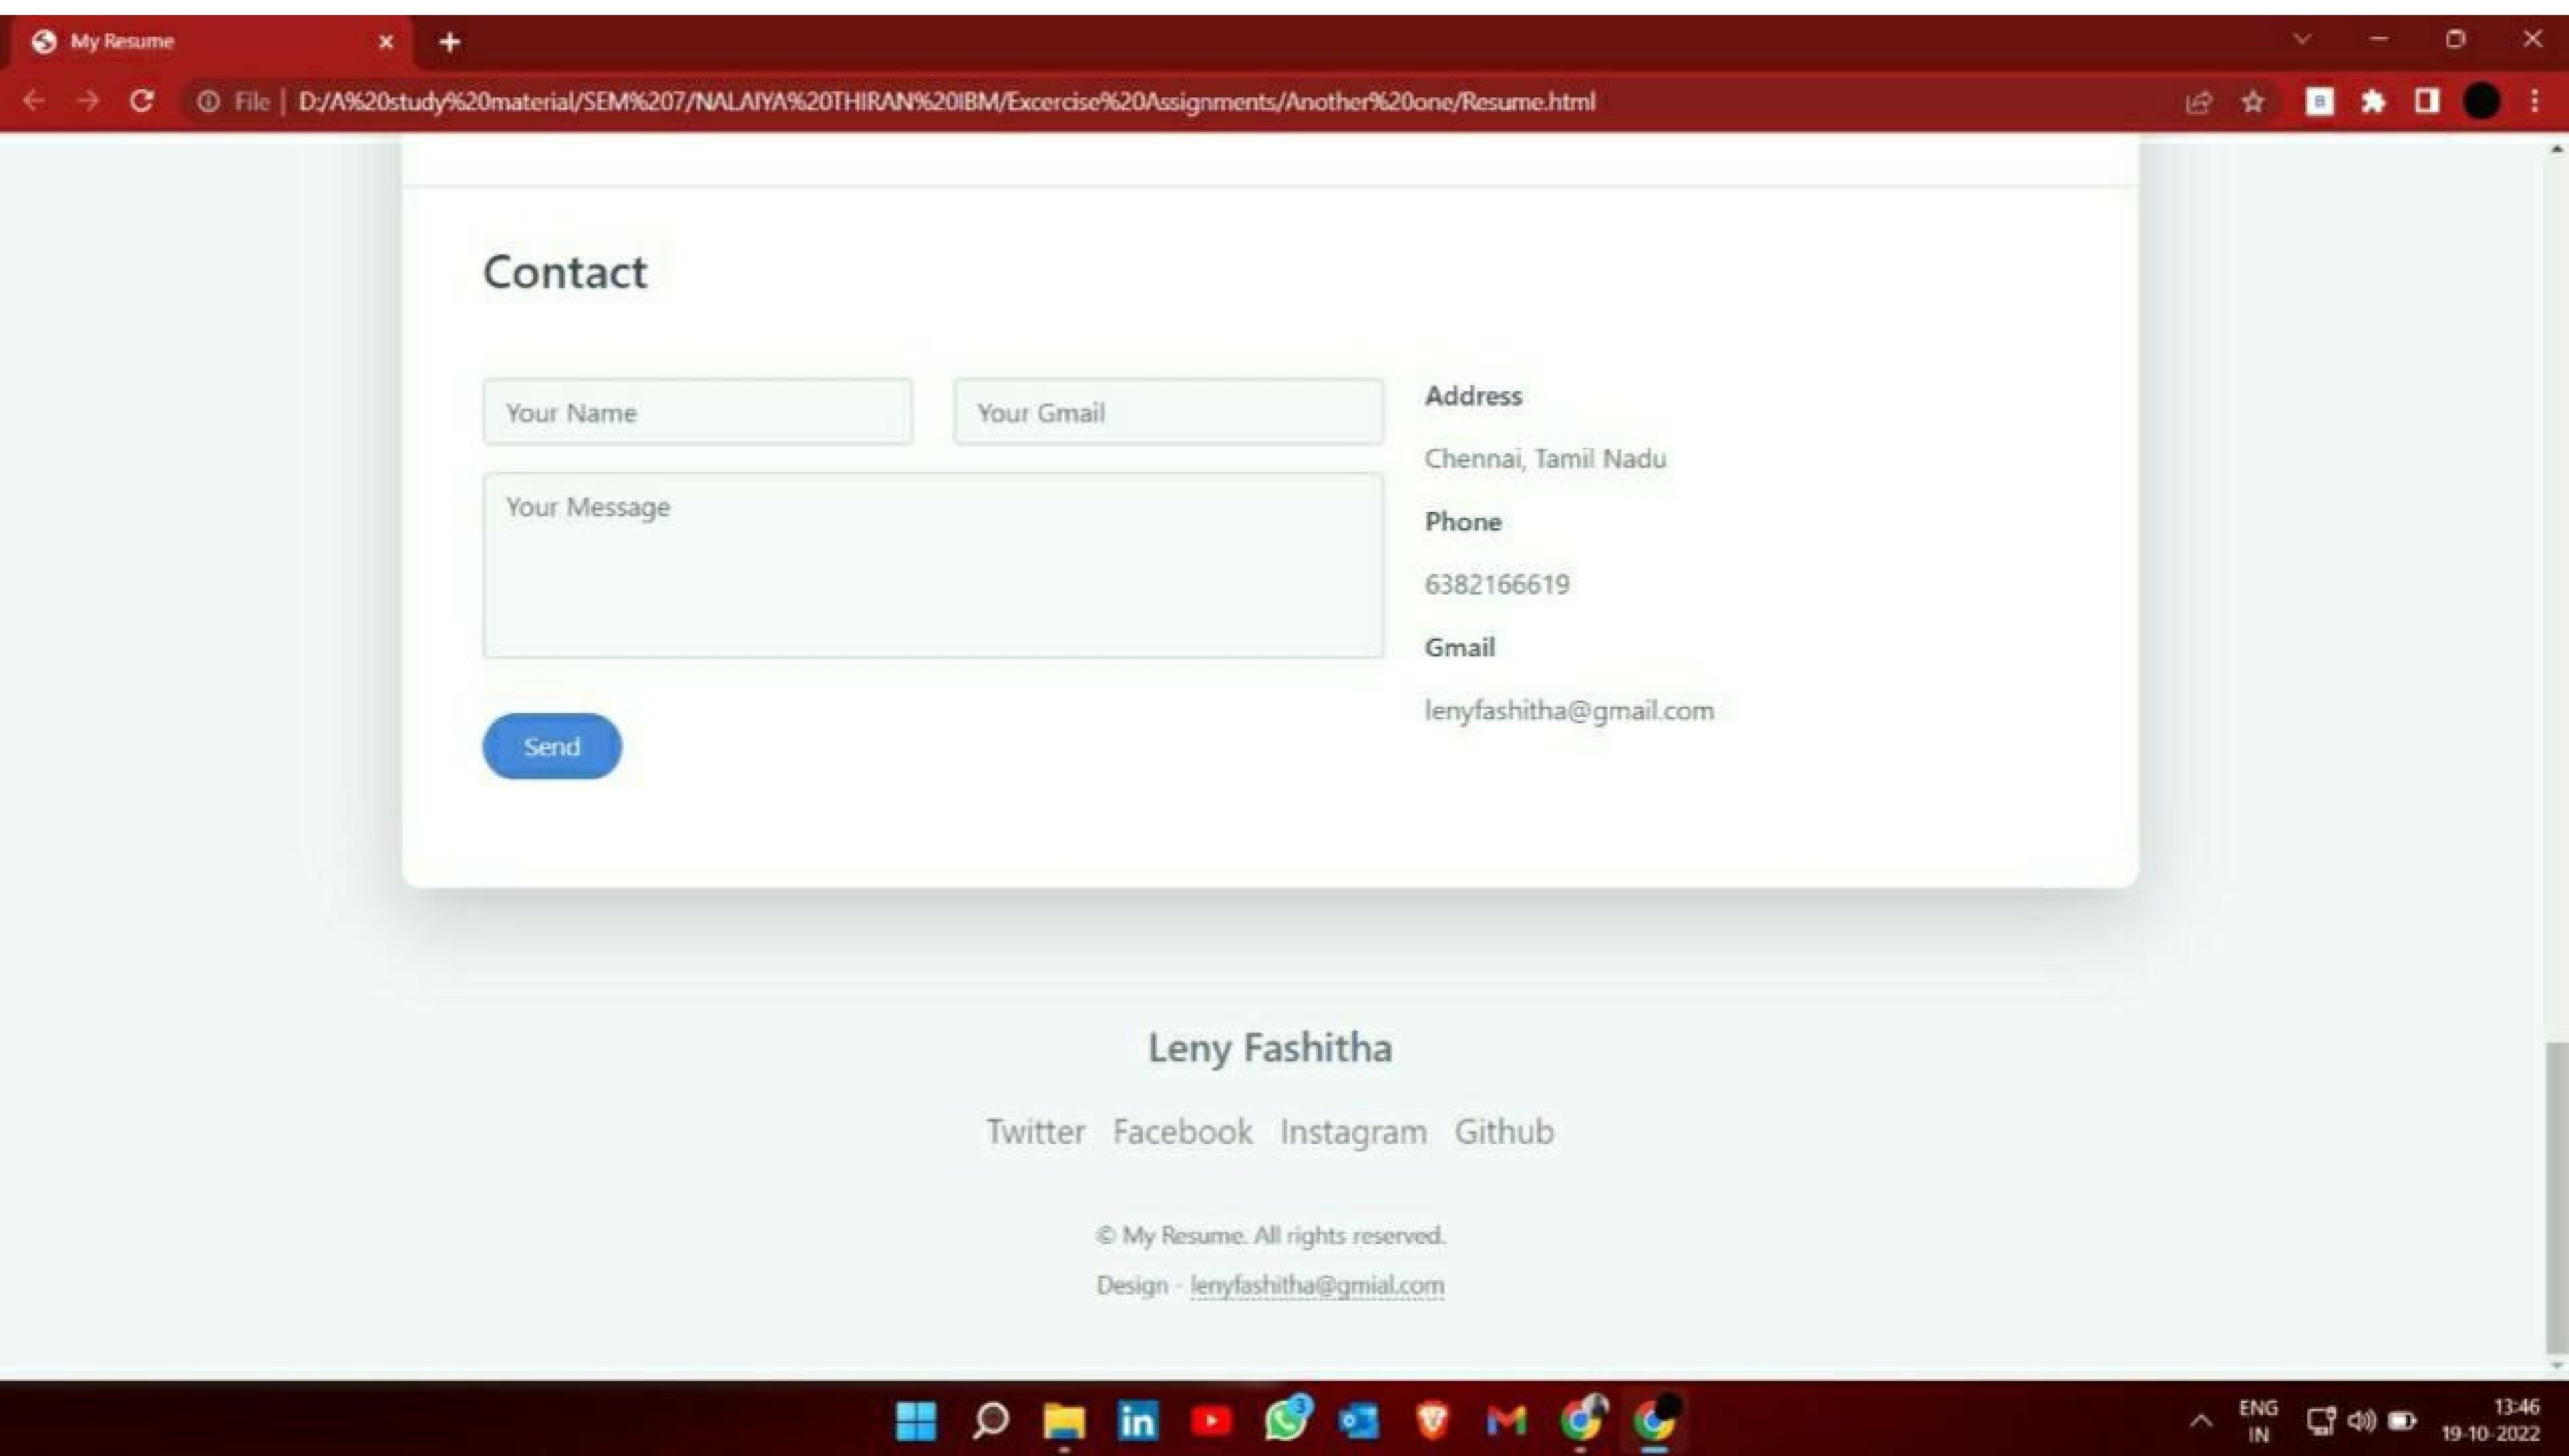 My Resume
File | D:/A%20study%20material/SEM%207/NALAIYA%20THIRAN%20IBM/Excercise%20Assignments/Another%20one/Resume.html
B
Contact
Your Name
Your Gmail
Your Message
Send
Address
Chennai, Tamil Nadu
Phone
6382166619
Gmail
lenyfashitha@gmail.com
Leny Fashitha
Twitter Facebook Instagram Github
© My Resume. All rights reserved.
Design - lenyfashitha@gmial.com
in
3
ENG
IN
13:46
19-10-2022